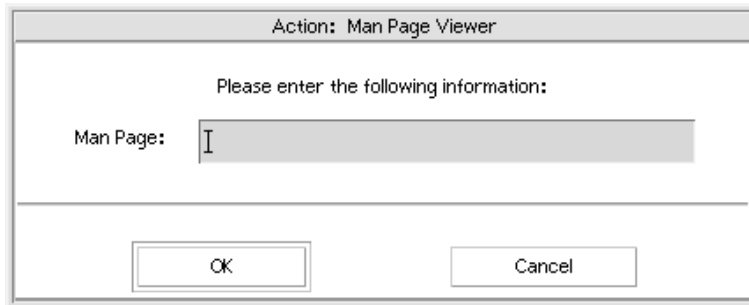 Action: Man Page Viewer
Please enter the following information:
Man Page:
OK
Cancel